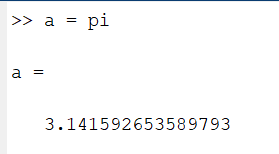 >> a = pi
a =
3.141592653589793